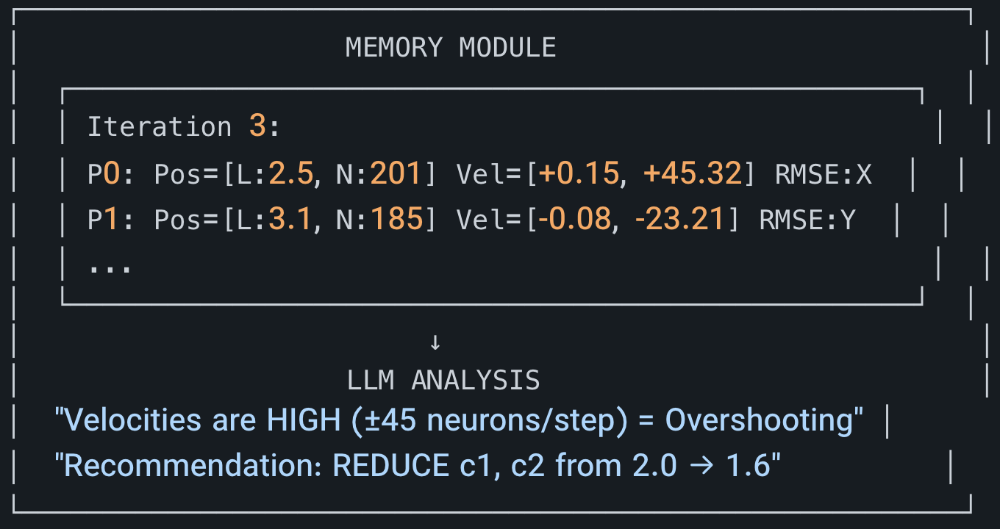 MEMORY MODULE
Iteration 3:
P0: Pos=[L:2.5, N:201] Vel=[+0.15, +45.32] RMSE:X
P1: Pos=[L:3.1, N:185] Vel=[-0.08, -23.21] RMSE:Y
...
↓
LLM ANALYSIS
"Velocities are HIGH (±45 neurons/step) = Overshooting"
"Recommendation: REDUCE c1, c2 from 2.0 → 1.6"